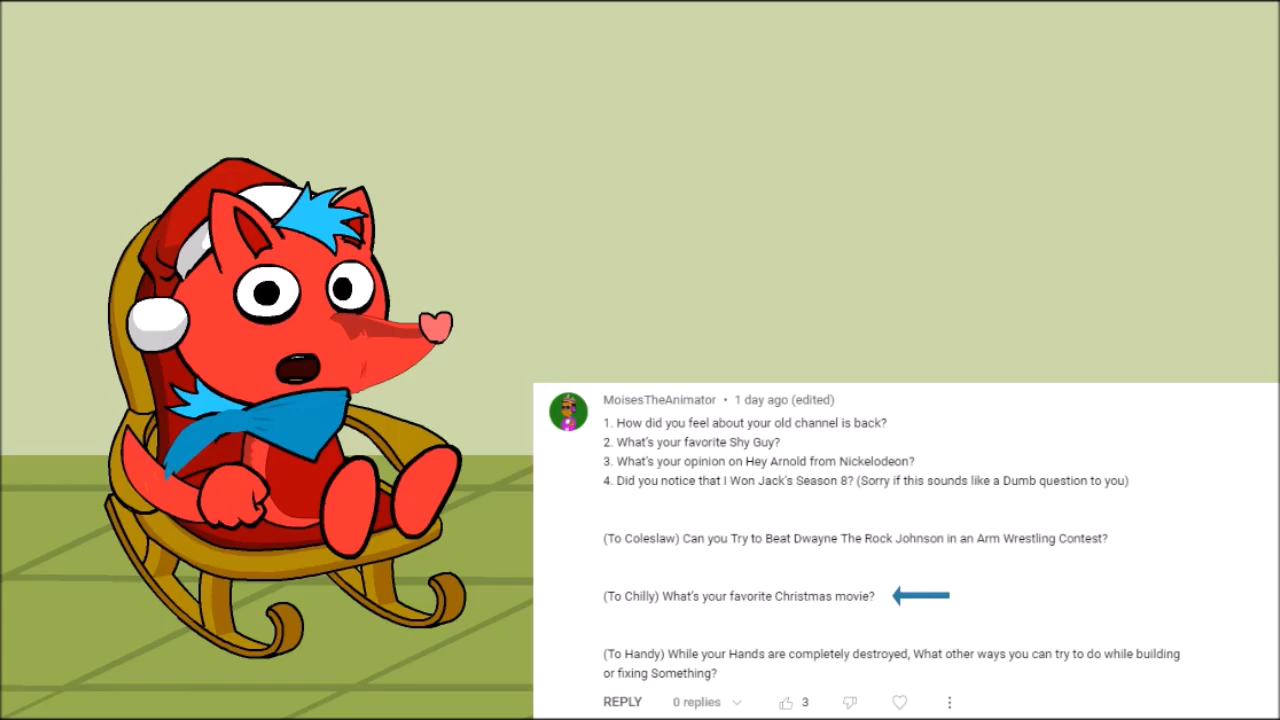 MoisesTheAnimator • 1 day ago (edited)
1. How did you feel about your old channel is back?
2. What's your favorite Shy Guy?
3. What's your opinion on Hey Arnold from Nickelodeon?
4. Did you notice that I Won Jack's Season 8? (Sorry if this sounds like a Dumb question to you)
(To Coleslaw) Can you Try to Beat Dwayne The Rock Johnson in an Arm Wrestling Contest?
(To Chilly) What's your favorite Christmas movie?
(To Handy) While your Hands are completely destroyed, What other ways you can try to do while building
or fixing Something?
REPLY 0 replies 3